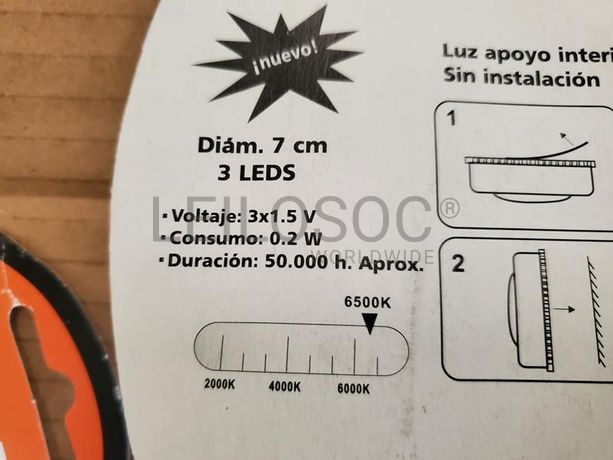 ¡nuevo!
Luz apoyo interi
Sin instalación
Diám. 7 cm
3 LEDS
· Voltaje: 3x1.5 V
· Consumo: 0.2 W
· Duración: 50.000 h. Aprox.
LEILOSOC®
WORLDWIDE
6500K
2000K 4000K 6000K
1
2